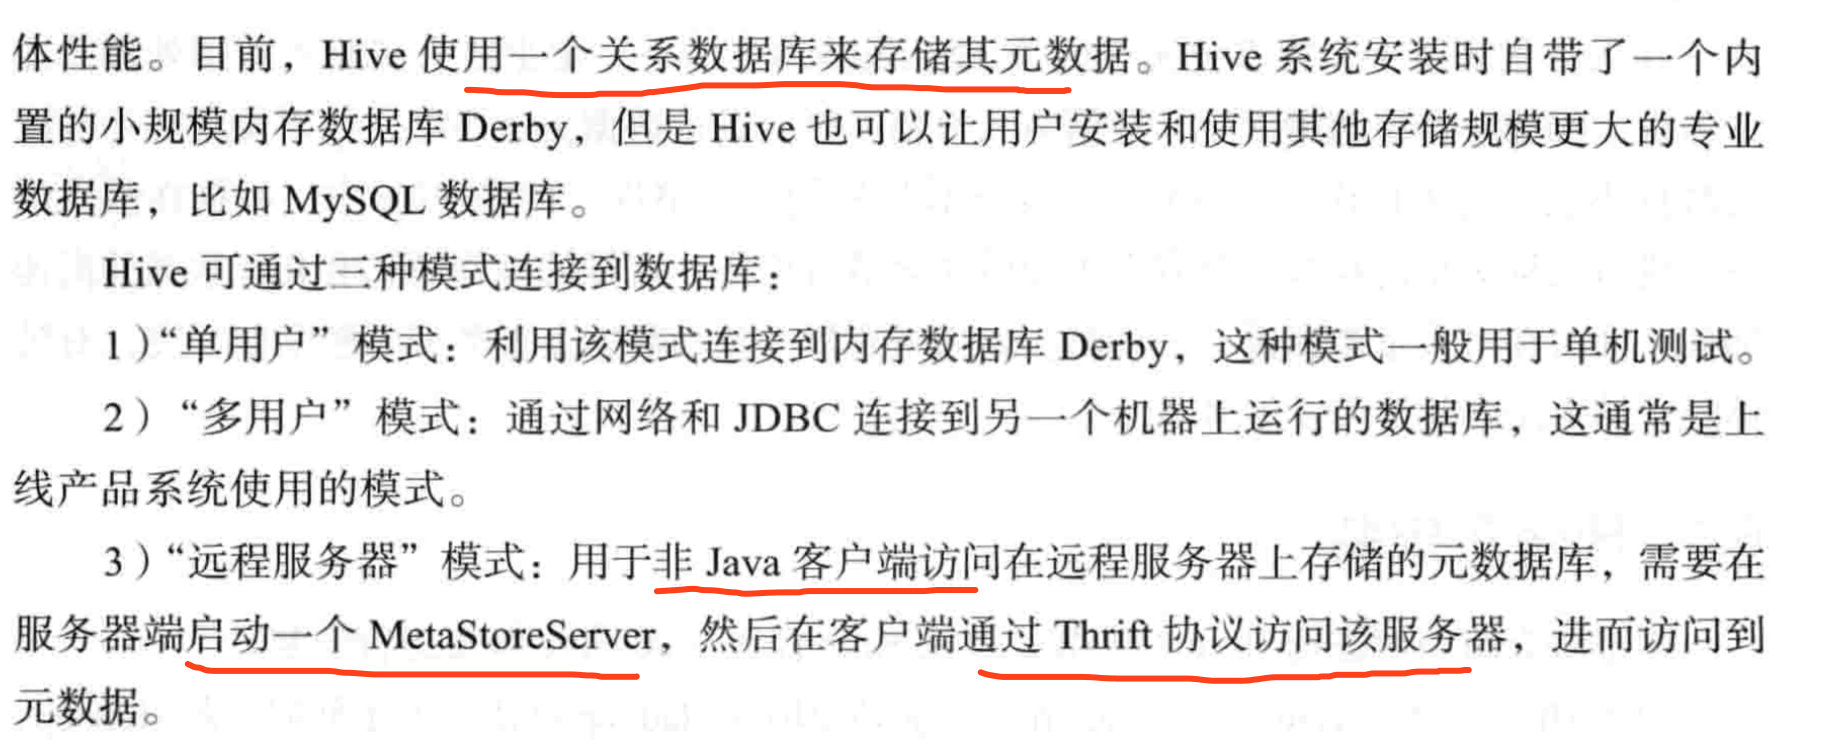 体性能。目前，Hive 使用一个关系数据库来存储其元数据。Hive 系统安装时自带了一个内
置的小规模内存数据库 Derby，但是 Hive 也可以让用户安装和使用其他存储规模更大的专业
数据库，比如 MySQL 数据库。
Hive 可通过三种模式连接到数据库：
1）“单用户”模式：利用该模式连接到内存数据库 Derby，这种模式一般用于单机测试。
2）“多用户”模式：通过网络和 JDBC 连接到另一个机器上运行的数据库，这通常是上
线产品系统使用的模式。
3）“远程服务器”模式：用于非 Java 客户端访问在远程服务器上存储的元数据库，需要在
服务器端启动一个 MetaStoreServer，然后在客户端通过 Thrift 协议访问该服务器，进而访问到
元数据。